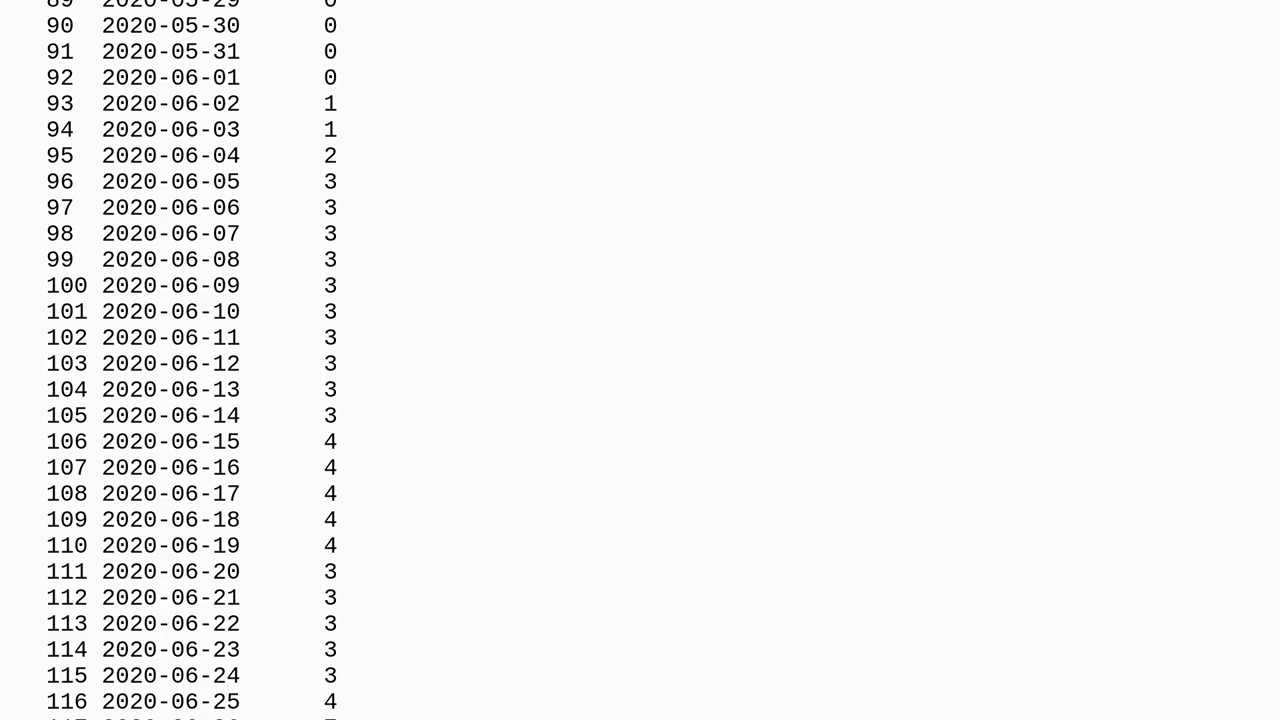 89  2020-05-29      0
90  2020-05-30      0
91  2020-05-31      0
92  2020-06-01      0
93  2020-06-02      1
94  2020-06-03      1
95  2020-06-04      2
96  2020-06-05      3
97  2020-06-06      3
98  2020-06-07      3
99  2020-06-08      3
100 2020-06-09      3
101 2020-06-10      3
102 2020-06-11      3
103 2020-06-12      3
104 2020-06-13      3
105 2020-06-14      3
106 2020-06-15      4
107 2020-06-16      4
108 2020-06-17      4
109 2020-06-18      4
110 2020-06-19      4
111 2020-06-20      3
112 2020-06-21      3
113 2020-06-22      3
114 2020-06-23      3
115 2020-06-24      3
116 2020-06-25      4